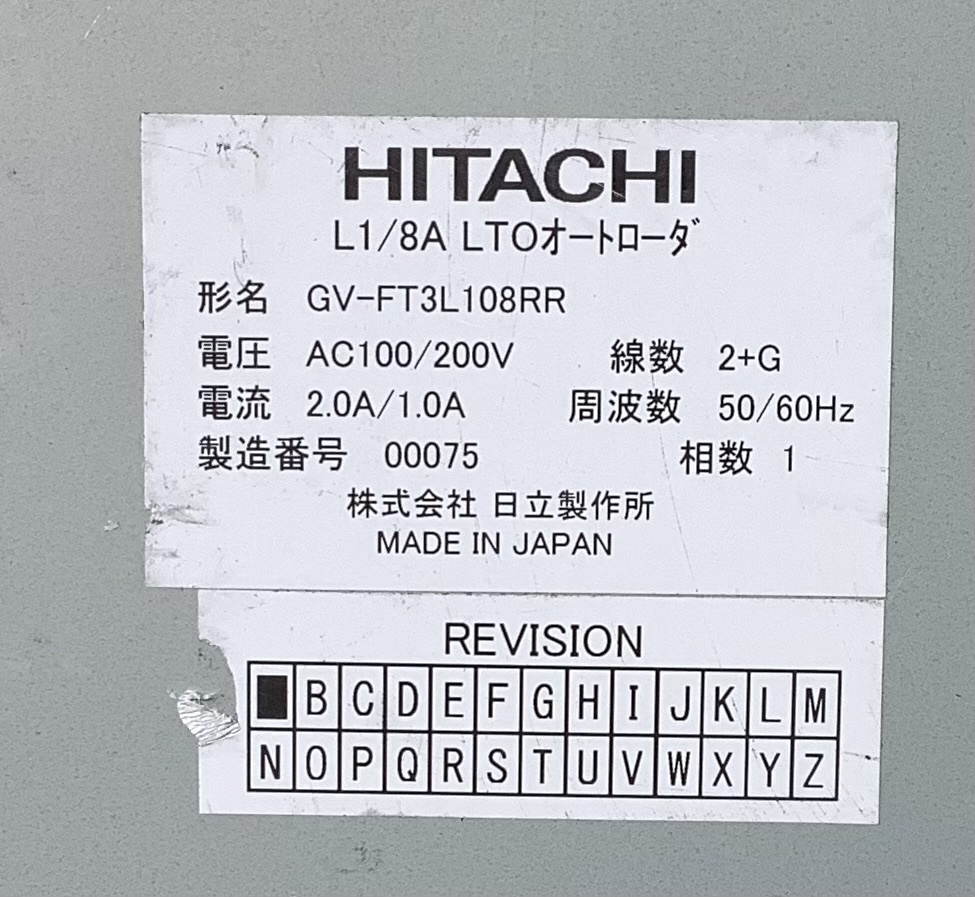 HITACHI
L1/8A LTOｵｰﾄﾛｰﾀﾞ
形名 GV-FT3L108RR
電圧 AC100/200V 線数 2+G
電流 2.0A/1.0A 周波数 50/60Hz
製造番号 00075 相数 1
株式会社 日立製作所
MADE IN JAPAN
REVISION
■ B C D E F G H I J K L M
N O P Q R S T U V W X Y Z